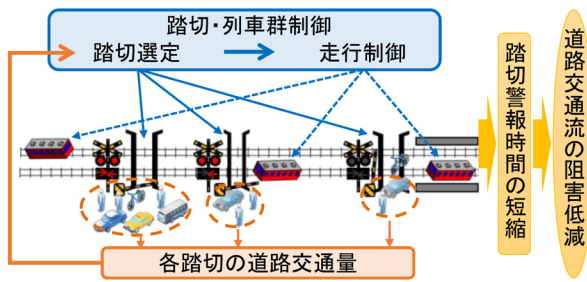 踏切・列車群制御
踏切選定
走行制御
各踏切の道路交通量
踏切警報時間の短縮
道路交通流の阻害低減